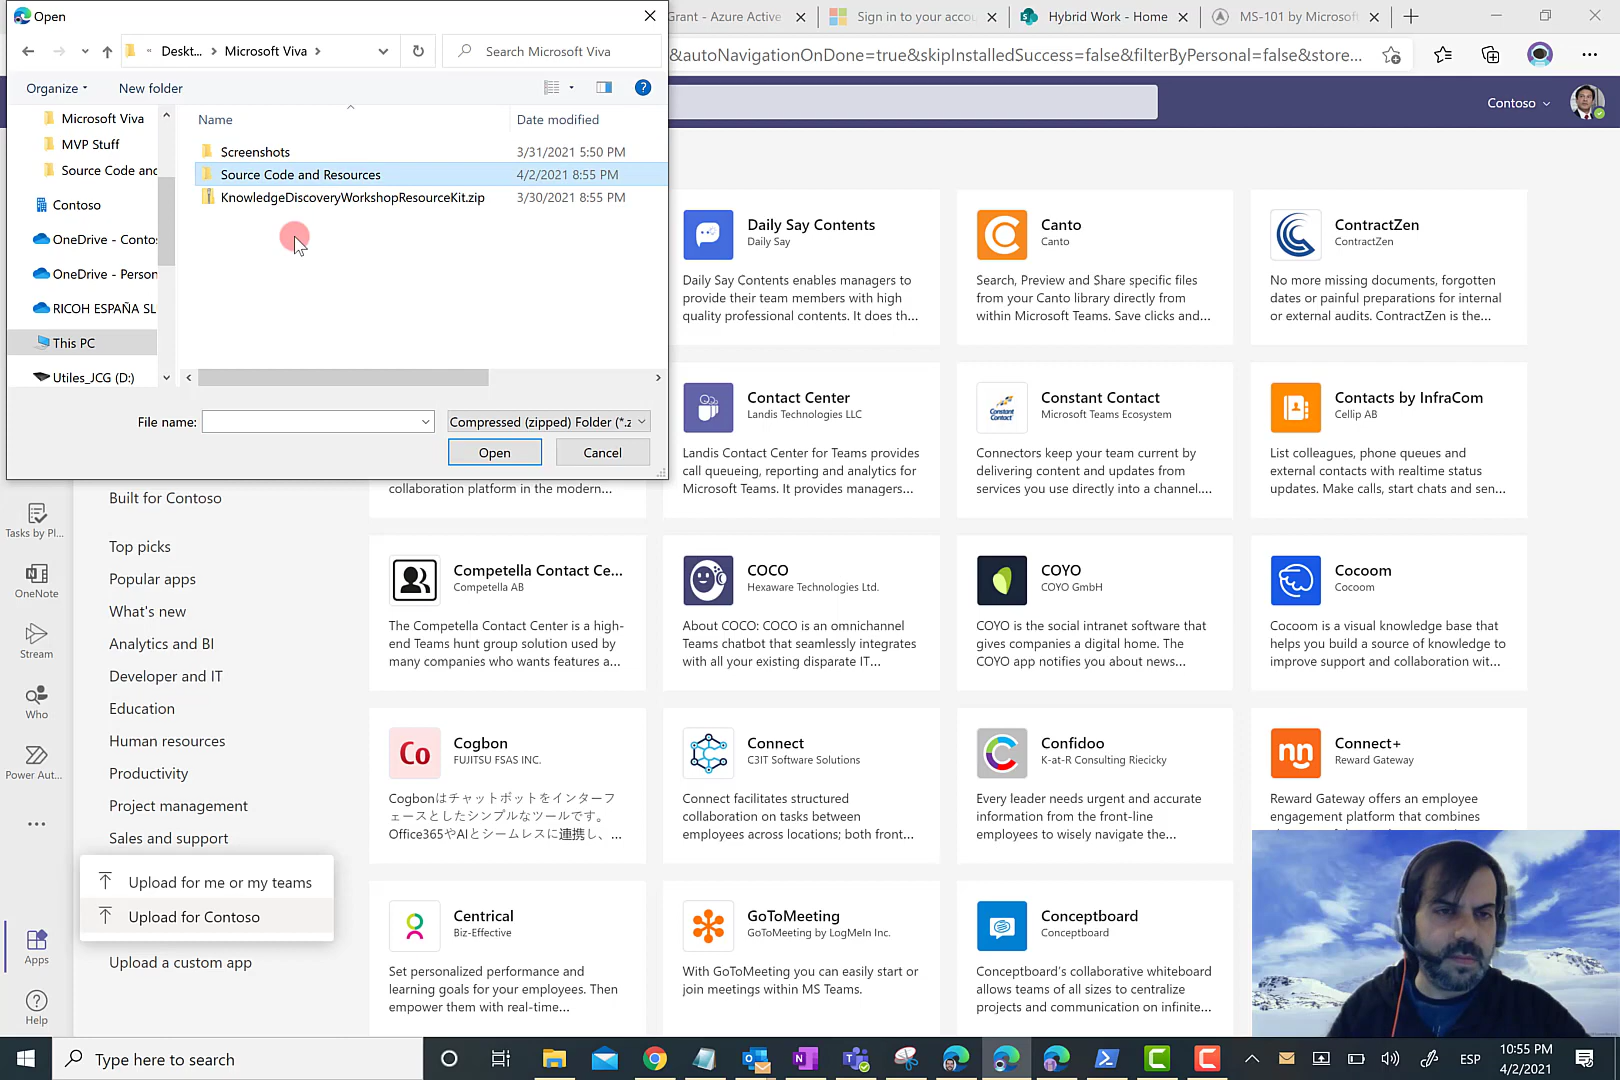 Open
Grant - Azure Active
Sign in to your accou
Hybrid Work - Home
MS-101 by Microsof
« Deskt... > Microsoft Viva >
Search Microsoft Viva
&autoNavigationOnDone=true&skipInstalledSuccess=false&filterByPersonal=false&store...
Organize
New folder
Contoso
Name
Date modified
Microsoft Viva
MVP Stuff
Source Code and
Contoso
OneDrive - Contos
OneDrive - Person
RICOH ESPAÑA SL
This PC
Utiles_JCG (D:)
Screenshots
3/31/2021 5:50 PM
Source Code and Resources
4/2/2021 8:55 PM
KnowledgeDiscoveryWorkshopResourceKit.zip
3/30/2021 8:55 PM
File name:
Compressed (zipped) Folder (*.z
Open
Cancel
Daily Say Contents
Daily Say
Daily Say Contents enables managers to
provide their team members with high
quality professional contents. It does th...
Canto
Canto
Search, Preview and Share specific files
from your Canto library directly from
within Microsoft Teams. Save clicks and...
ContractZen
ContractZen
No more missing documents, forgotten
dates or painful preparations for internal
or external audits. ContractZen is the...
Contact Center
Landis Technologies LLC
Landis Contact Center for Teams provides
call queueing, reporting and analytics for
Microsoft Teams. It provides managers...
Constant Contact
Microsoft Teams Ecosystem
Connectors keep your team current by
delivering content and updates from
services you use directly into a channel....
Contacts by InfraCom
Cellip AB
List colleagues, phone queues and
external contacts with realtime status
updates. Make calls, start chats and sen...
collaboration platform in the modern...
Tasks by Pl...
OneNote
Stream
Who
Power Aut...
Apps
Help
Built for Contoso
Top picks
Popular apps
What's new
Analytics and BI
Developer and IT
Education
Human resources
Productivity
Project management
Sales and support
Upload for me or my teams
Upload for Contoso
Upload a custom app
Competella Contact Ce...
Competella AB
The Competella Contact Center is a high-
end Teams hunt group solution used by
many companies who wants features a...
COCO
Hexaware Technologies Ltd.
About COCO: COCO is an omnichannel
Teams chatbot that seamlessly integrates
with all your existing disparate IT...
COYO
COYO GmbH
COYO is the social intranet software that
gives companies a digital home. The
COYO app notifies you about news...
Cocoom
Cocoom
Cocoom is a visual knowledge base that
helps you build a source of knowledge to
improve support and collaboration wit...
Co
Cogbon
FUJITSU FSAS INC.
Cogbonはチャットボットをインターフ
ェースとしたシンプルなツールです。
Office365やAIとシームレスに連携し、...
Connect
C3IT Software Solutions
Connect facilitates structured
collaboration on tasks between
employees across locations; both front...
Confidoo
K-at-R Consulting Riecicky
Every leader needs urgent and accurate
information from the front-line
employees to wisely navigate the...
nn
Connect+
Reward Gateway
Reward Gateway offers an employee
engagement platform that combines
Centrical
Biz-Effective
Set personalized performance and
learning goals for your employees. Then
empower them with real-time...
GoToMeeting
GoToMeeting by LogMeIn Inc.
With GoToMeeting you can easily start or
join meetings within MS Teams.
Conceptboard
Conceptboard
Conceptboard's collaborative whiteboard
allows teams of all sizes to centralize
projects and communication on infinite...
Type here to search
ESP
10:55 PM
4/2/2021